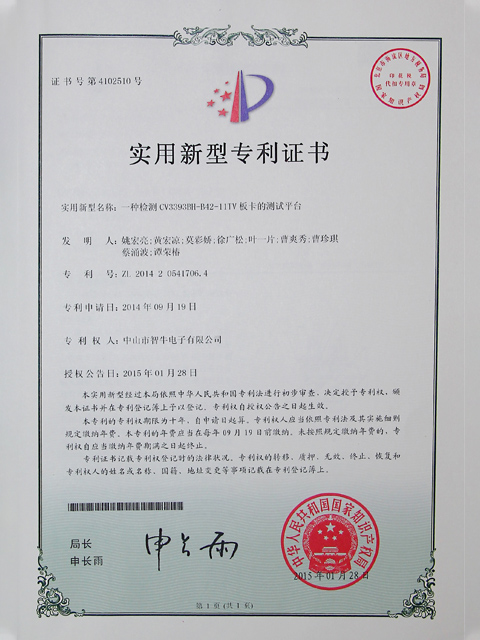 证书号第4102510号
实用新型专利证书
实用新型名称：一种检测CV3393BH-B42-11TV板卡的测试平台
发 明 人：姚宏亮;黄宏凉;莫彩娇;徐广松;叶一片;曹爽秀;曹珍琪
蔡涌波;谭荣椿
专 利 号：ZL 2014 2 0541706.4
专利申请日：2014年09月19日
专 利 权 人：中山市智牛电子有限公司
授权公告日：2015年01月28日
本实用新型经过本局依照中华人民共和国专利法进行初步审查，决定授予专利权，颁
发本证书并在专利登记簿上予以登记。专利权自授权公告之日起生效。
本专利的专利权期限为十年，自申请日起算。专利权人应当依照专利法及其实施细则
规定缴纳年费。本专利的年费应当在每年09月19日前缴纳。未按照规定缴纳年费的，专
利权自应当缴纳年费期满之日起终止。
专利证书记载专利权登记时的法律状况。专利权的转移、质押、无效、终止、恢复和
专利权人的姓名或名称、国籍、地址变更等事项记载在专利登记簿上。
局长
申长雨
申长雨
中华人民共和国国家知识产权局
2015年01月28日
第1页(共1页)